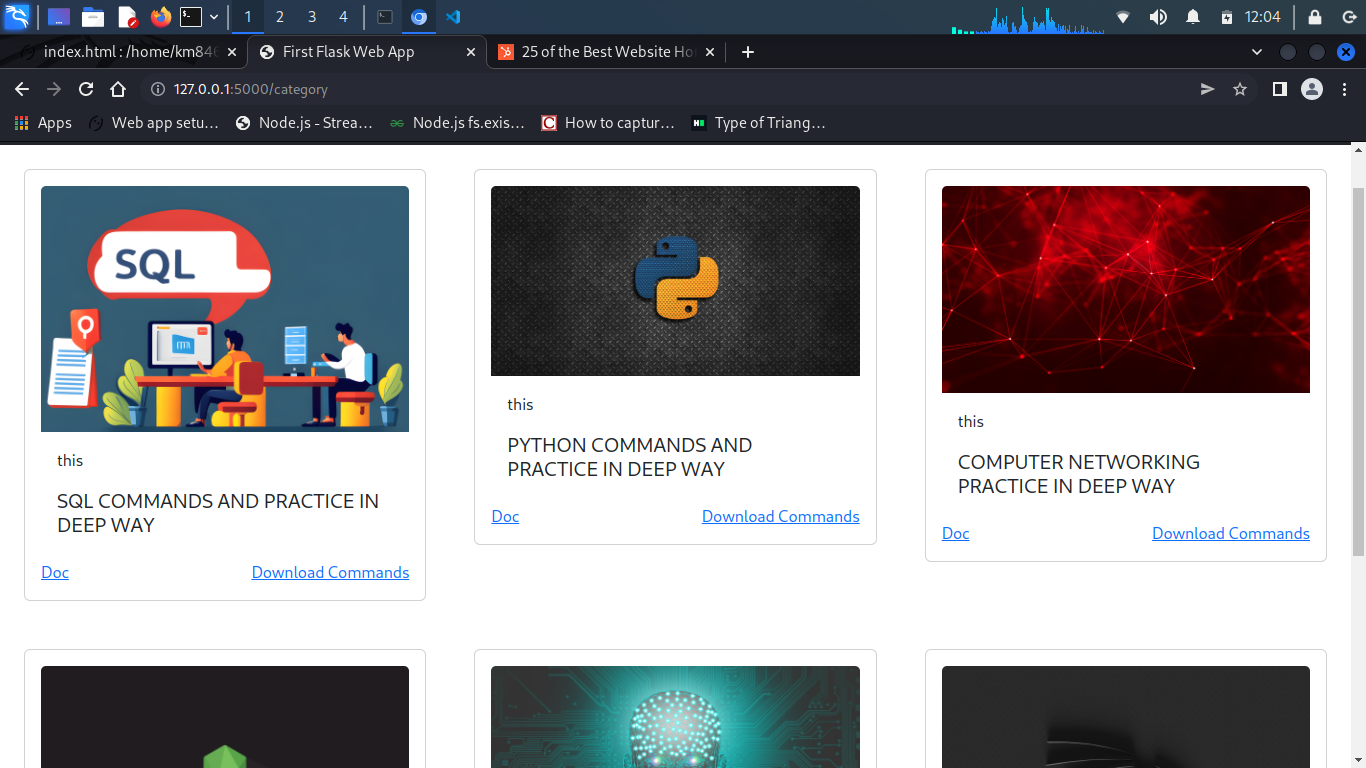 1 2 3 4 12:04
index.html : /home/km846 First Flask Web App 25 of the Best Website Ho
127.0.0.1:5000/category
Apps Web app setu... Node.js - Strea... Node.js fs.exis... How to captur... Type of Triang...
SQL
this
SQL COMMANDS AND PRACTICE IN
DEEP WAY
Doc Download Commands
this
PYTHON COMMANDS AND
PRACTICE IN DEEP WAY
Doc Download Commands
this
COMPUTER NETWORKING
PRACTICE IN DEEP WAY
Doc Download Commands